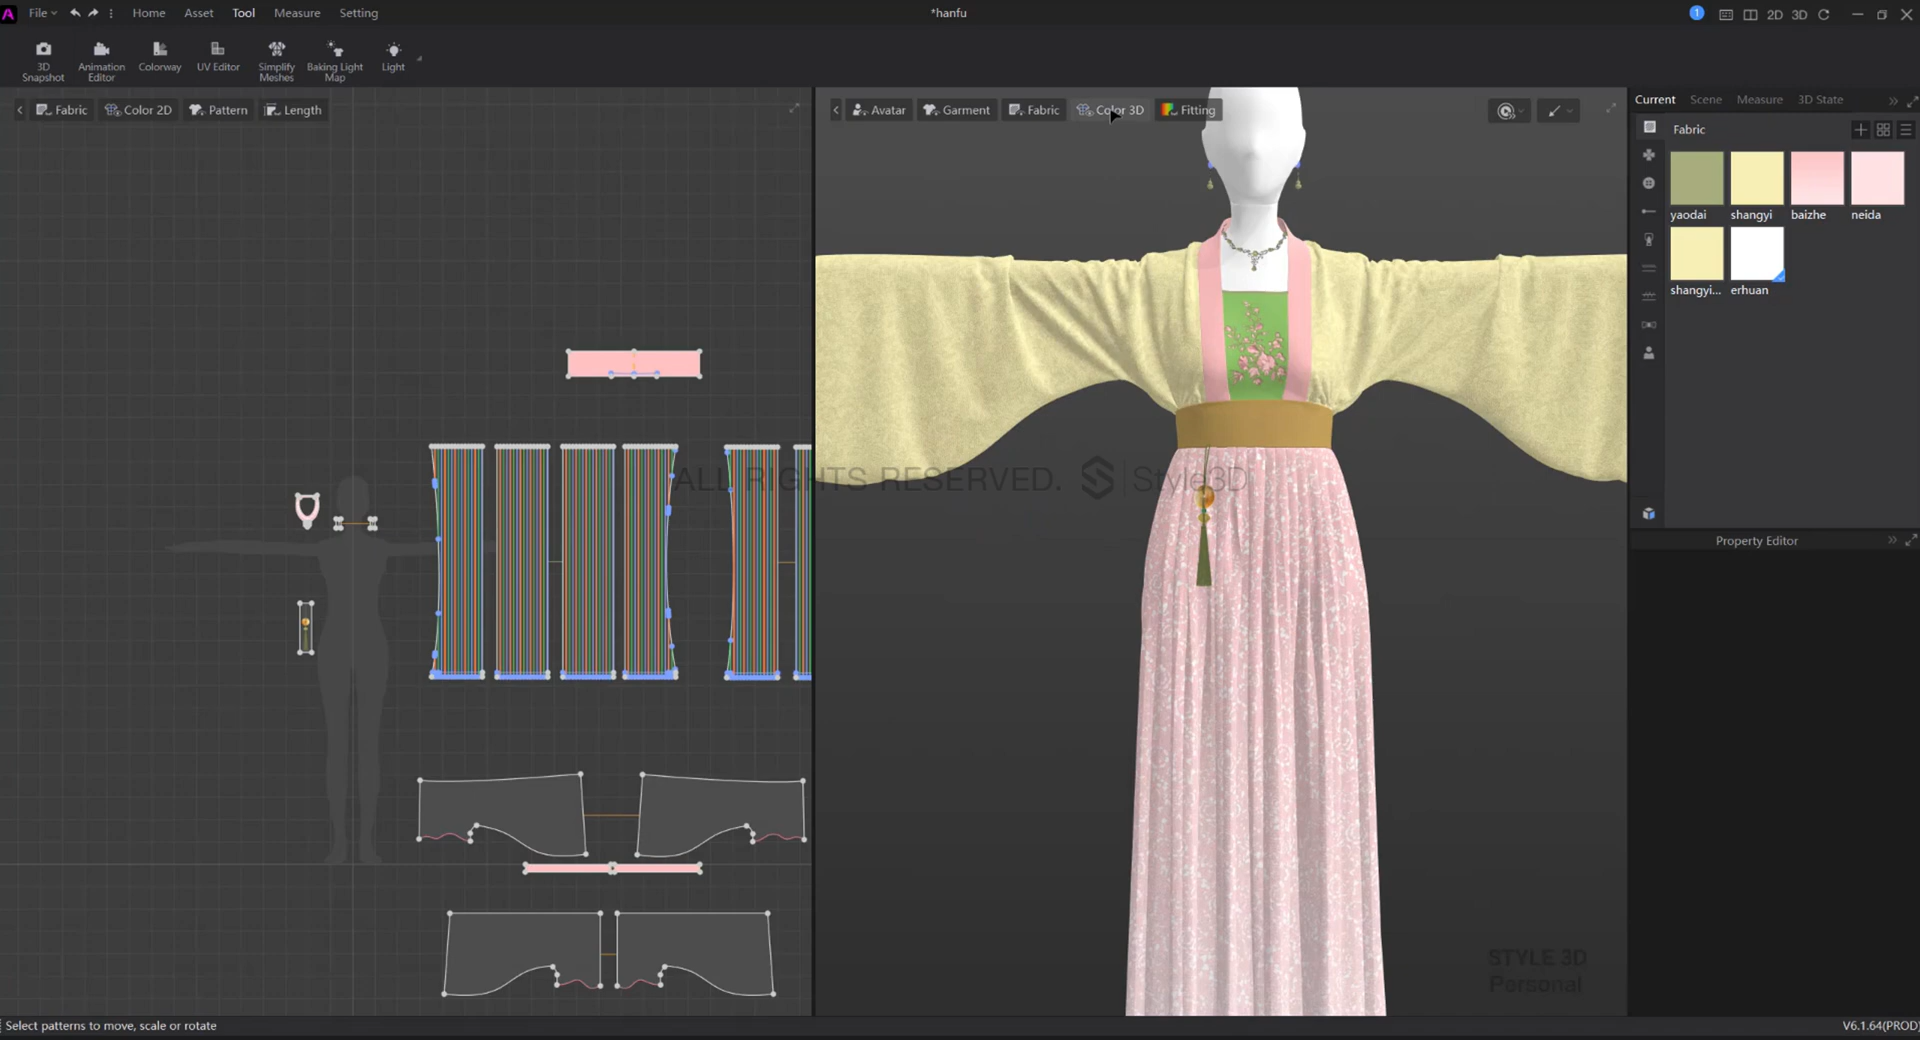 A File Home Asset Tool Measure Setting *hanfu 1 2D 3D
3D Snapshot
Animation Editor
Colorway
UV Editor
Simplify Meshes
Baking Light Map
Light
Fabric Color 2D Pattern Length
Avatar Garment Fabric Color 3D Fitting
Current Scene Measure 3D State
Fabric
yaodai shangyi baizhe neida
shangyi... erhuan
Property Editor
ALL RIGHTS RESERVED. Style3D
STYLE 3D
Personal
Select patterns to move, scale or rotate
V6.1.64(PROD)